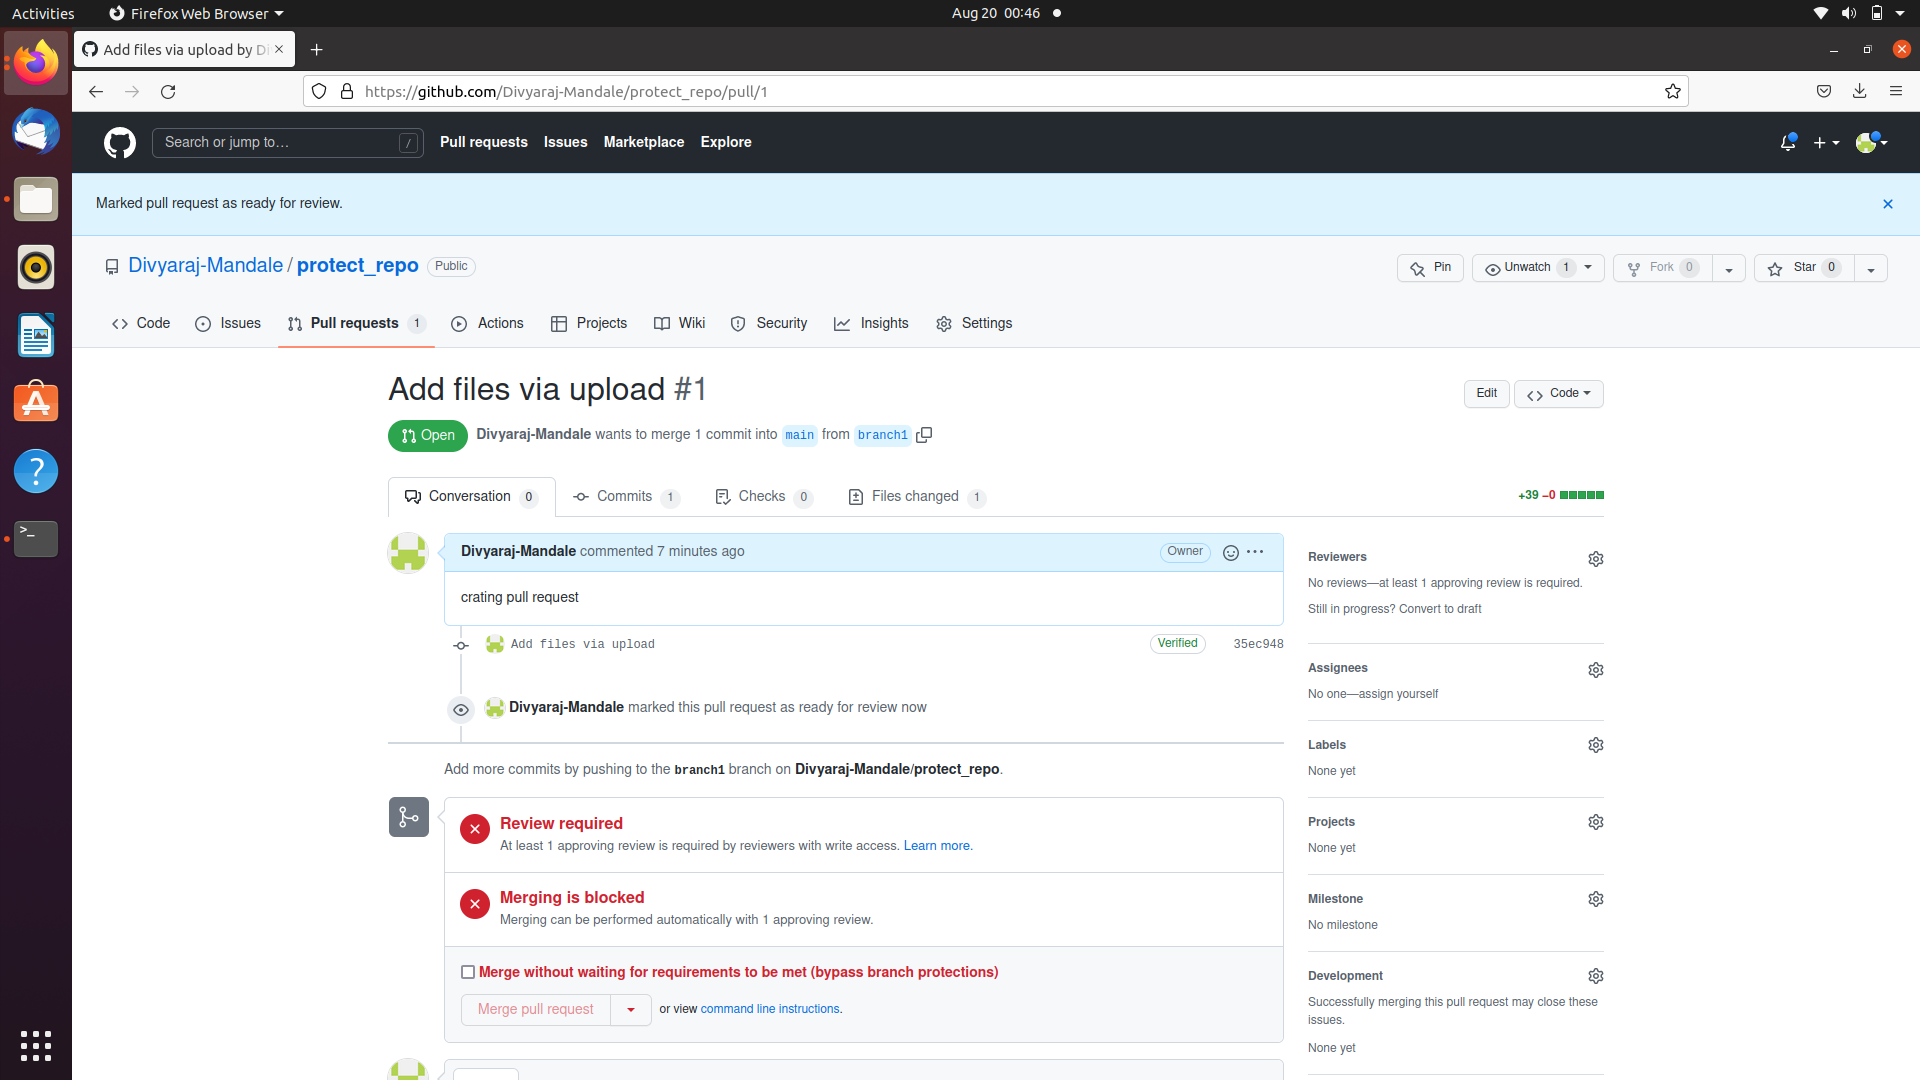 Activities
Firefox Web Browser
Aug 20 00:46
Add files via upload by Di
https://github.com/Divyaraj-Mandale/protect_repo/pull/1
Search or jump to…
/
Pull requests
Issues
Marketplace
Explore
Marked pull request as ready for review.
Divyaraj-Mandale / protect_repo
Public
Pin
Unwatch 1
Fork 0
Star 0
Code
Issues
Pull requests 1
Actions
Projects
Wiki
Security
Insights
Settings
Add files via upload #1
Edit
Code
Open
Divyaraj-Mandale wants to merge 1 commit into main from branch1
Conversation 0
Commits 1
Checks 0
Files changed 1
+39 −0
Divyaraj-Mandale commented 7 minutes ago
Owner
crating pull request
Add files via upload
Verified
35ec948
Divyaraj-Mandale marked this pull request as ready for review now
Add more commits by pushing to the branch1 branch on Divyaraj-Mandale/protect_repo.
Review required
At least 1 approving review is required by reviewers with write access. Learn more.
Merging is blocked
Merging can be performed automatically with 1 approving review.
Merge without waiting for requirements to be met (bypass branch protections)
Merge pull request
or view command line instructions.
Reviewers
No reviews—at least 1 approving review is required.
Still in progress? Convert to draft
Assignees
No one—assign yourself
Labels
None yet
Projects
None yet
Milestone
No milestone
Development
Successfully merging this pull request may close these
issues.
None yet